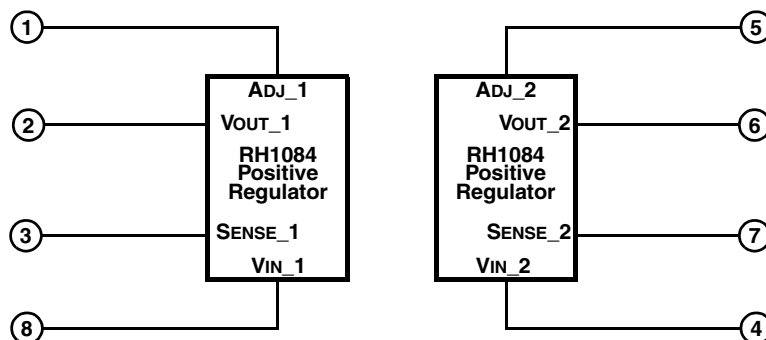 1
5
ADJ_1
ADJ_2
2
VOUT_1
VOUT_2
6
RH1084
Positive
Regulator
RH1084
Positive
Regulator
3
SENSE_1
SENSE_2
7
VIN_1
VIN_2
8
4